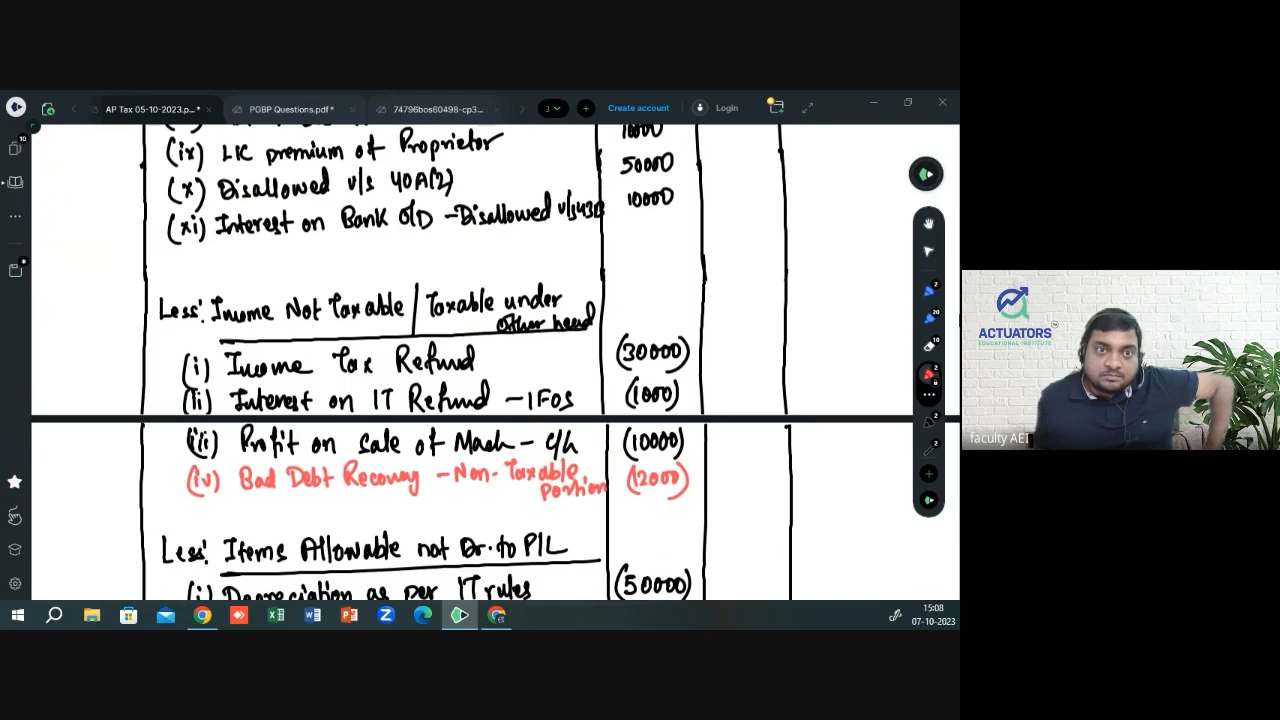 AP Tax 05-10-2023.p...*
PGBP Questions.pdf*
74796bos60498-cp3...
3
Create account
Login
10000
(ix) LIC premium of Proprietor
50000
(x) Disallowed u/s 40A(2)
10000
(xi) Interest on Bank O/D - Disallowed u/s 43B
Less: Income Not Taxable | Taxable under
other head
(i) Income Tax Refund (30000)
(ii) Interest on IT Refund - IFOS (1000)
(iii) Profit on sale of Mach - C/h (10000)
(iv) Bad Debt Recovery - Non-Taxable
portion (12000)
Less: Items Allowable not Dr. to P/L
(i) Depreciation as per IT rules (50000)
ACTUATORS
EDUCATIONAL INSTITUTE
faculty AEI
15:08
07-10-2023